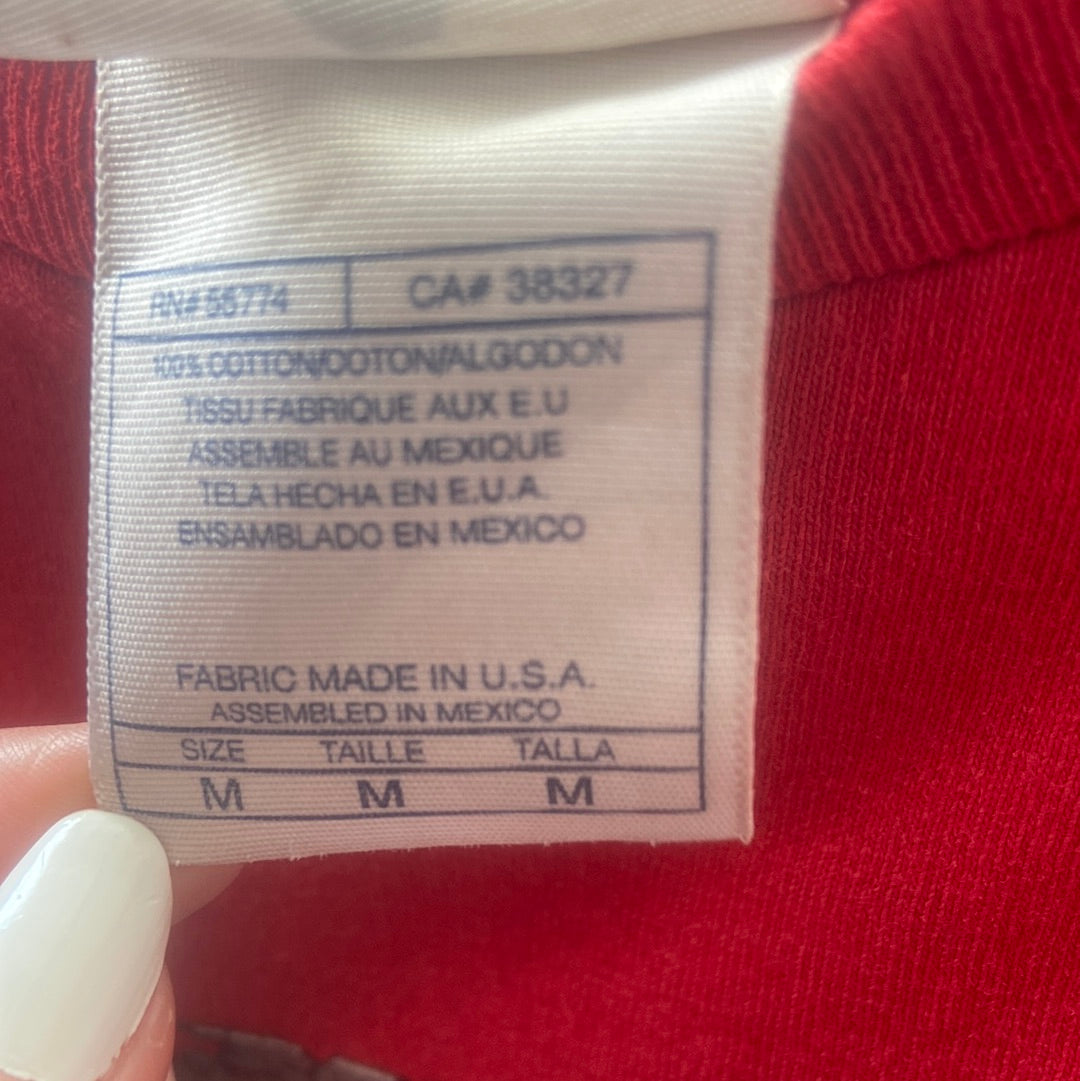 RN# 55774 CA# 38327
100% COTTON/COTON/ALGODON
TISSU FABRIQUE AUX E.U
ASSEMBLE AU MEXIQUE
TELA HECHA EN E.U.A.
ENSAMBLADO EN MEXICO
FABRIC MADE IN U.S.A.
ASSEMBLED IN MEXICO
SIZE TAILLE TALLA
M M M